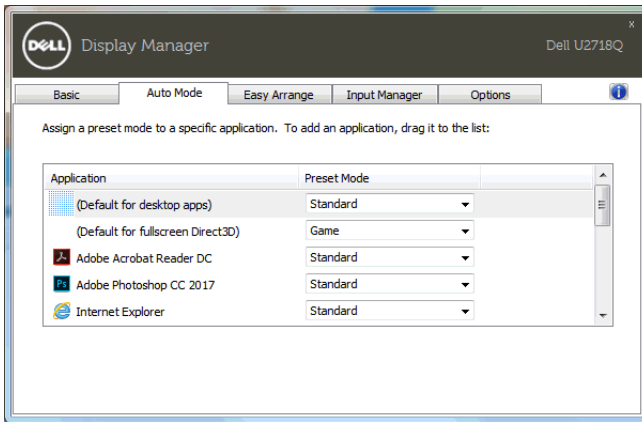 x
DELL Display Manager Dell U2718Q
Basic Auto Mode Easy Arrange Input Manager Options i
Assign a preset mode to a specific application. To add an application, drag it to the list:
Application Preset Mode
(Default for desktop apps) Standard
(Default for fullscreen Direct3D) Game
Adobe Acrobat Reader DC Standard
Ps Adobe Photoshop CC 2017 Standard
Internet Explorer Standard